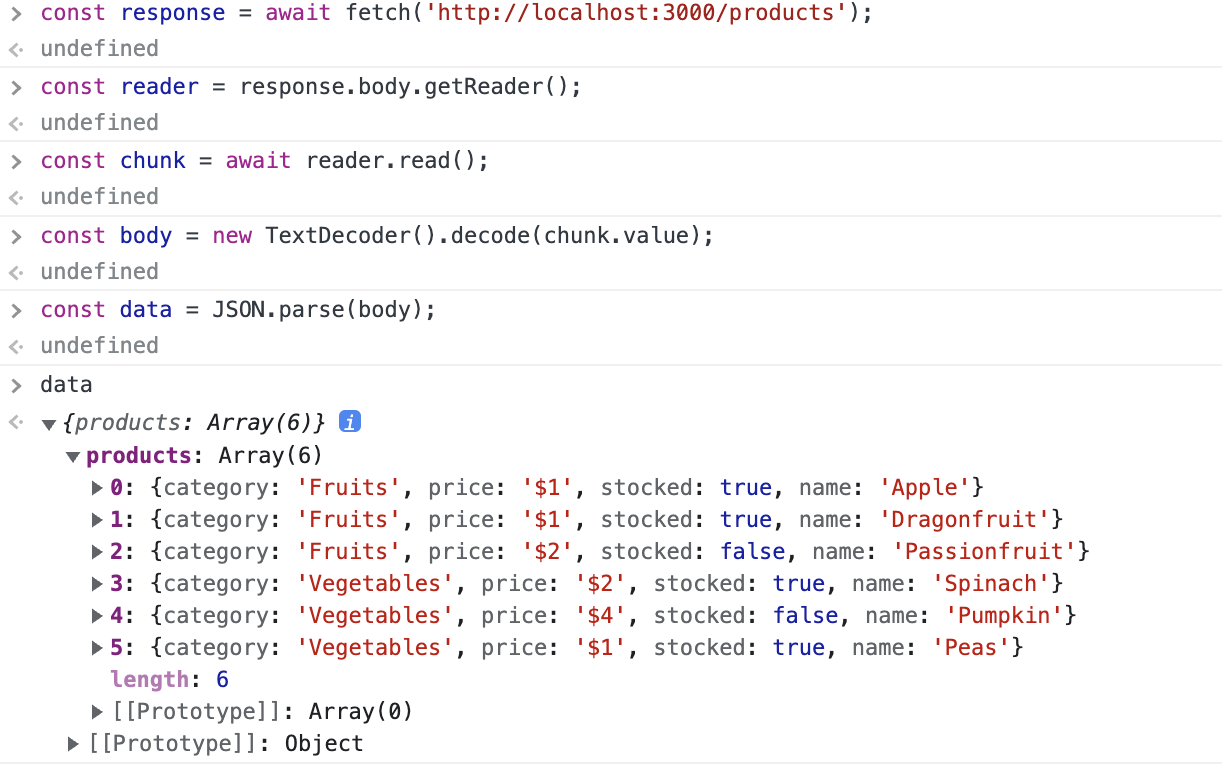 const response = await fetch('http://localhost:3000/products');
undefined
const reader = response.body.getReader();
undefined
const chunk = await reader.read();
undefined
const body = new TextDecoder().decode(chunk.value);
undefined
const data = JSON.parse(body);
undefined
data
{products: Array(6)} i
products: Array(6)
0: {category: 'Fruits', price: '$1', stocked: true, name: 'Apple'}
1: {category: 'Fruits', price: '$1', stocked: true, name: 'Dragonfruit'}
2: {category: 'Fruits', price: '$2', stocked: false, name: 'Passionfruit'}
3: {category: 'Vegetables', price: '$2', stocked: true, name: 'Spinach'}
4: {category: 'Vegetables', price: '$4', stocked: false, name: 'Pumpkin'}
5: {category: 'Vegetables', price: '$1', stocked: true, name: 'Peas'}
length: 6
[[Prototype]]: Array(0)
[[Prototype]]: Object